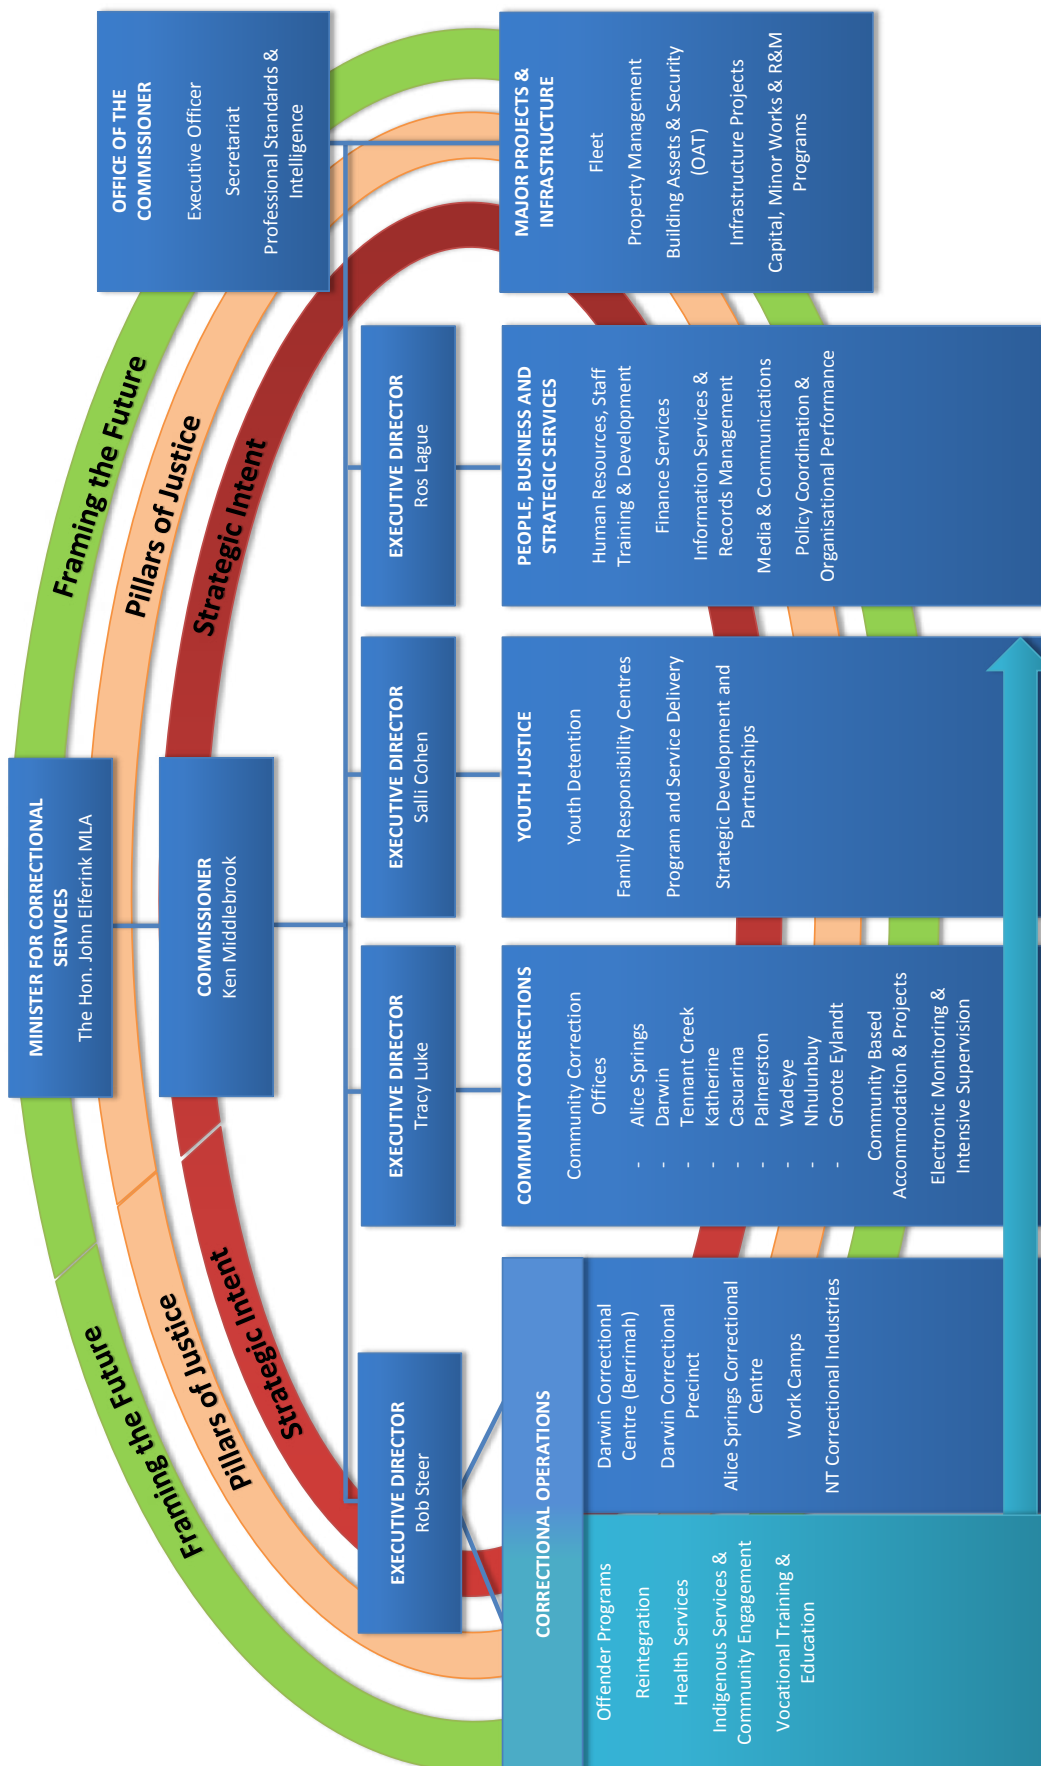 Framing the Future
Pillars of Justice
Strategic Intent
Framing the Future
Pillars of Justice
Strategic Intent
MINISTER FOR CORRECTIONAL
SERVICES
The Hon. John Elferink MLA
COMMISSIONER
Ken Middlebrook
OFFICE OF THE
COMMISSIONER
Executive Officer
Secretariat
Professional Standards &
Intelligence
EXECUTIVE DIRECTOR
Rob Steer
EXECUTIVE DIRECTOR
Tracy Luke
EXECUTIVE DIRECTOR
Salli Cohen
EXECUTIVE DIRECTOR
Ros Lague
CORRECTIONAL OPERATIONS
Offender Programs
Reintegration
Health Services
Indigenous Services &
Community Engagement
Vocational Training &
Education
Darwin Correctional
Centre (Berrimah)
Darwin Correctional
Precinct
Alice Springs Correctional
Centre
Work Camps
NT Correctional Industries
COMMUNITY CORRECTIONS
Community Correction
Offices
- Alice Springs
- Darwin
- Tennant Creek
- Katherine
- Casuarina
- Palmerston
- Wadeye
- Nhulunbuy
- Groote Eylandt
Community Based
Accommodation & Projects
Electronic Monitoring &
Intensive Supervision
YOUTH JUSTICE
Youth Detention
Family Responsibility Centres
Program and Service Delivery
Strategic Development and
Partnerships
PEOPLE, BUSINESS AND
STRATEGIC SERVICES
Human Resources, Staff
Training & Development
Finance Services
Information Services &
Records Management
Media & Communications
Policy Coordination &
Organisational Performance
MAJOR PROJECTS &
INFRASTRUCTURE
Fleet
Property Management
Building Assets & Security
(OAT)
Infrastructure Projects
Capital, Minor Works & R&M
Programs